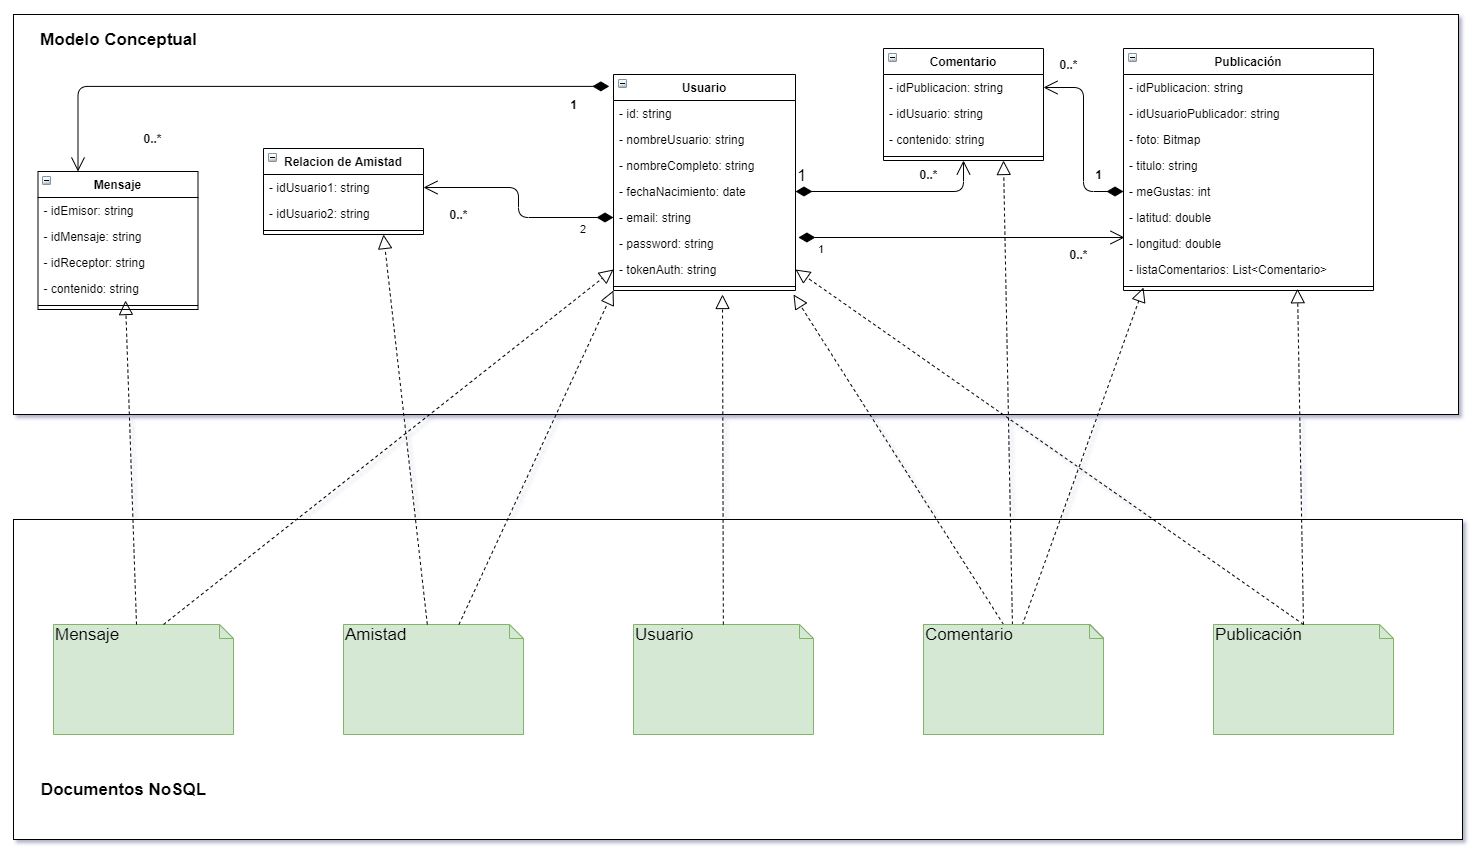 Modelo Conceptual
Mensaje
- idEmisor: string
- idMensaje: string
- idReceptor: string
- contenido: string
0..*
1
Relacion de Amistad
- idUsuario1: string
- idUsuario2: string
0..*
2
Usuario
- id: string
- nombreUsuario: string
- nombreCompleto: string
- fechaNacimiento: date
- email: string
- password: string
- tokenAuth: string
1
0..*
1
0..*
Comentario
- idPublicacion: string
- idUsuario: string
- contenido: string
0..*
1
Publicación
- idPublicacion: string
- idUsuarioPublicador: string
- foto: Bitmap
- titulo: string
- meGustas: int
- latitud: double
- longitud: double
- listaComentarios: List<Comentario>
Mensaje
Amistad
Usuario
Comentario
Publicación
Documentos NoSQL